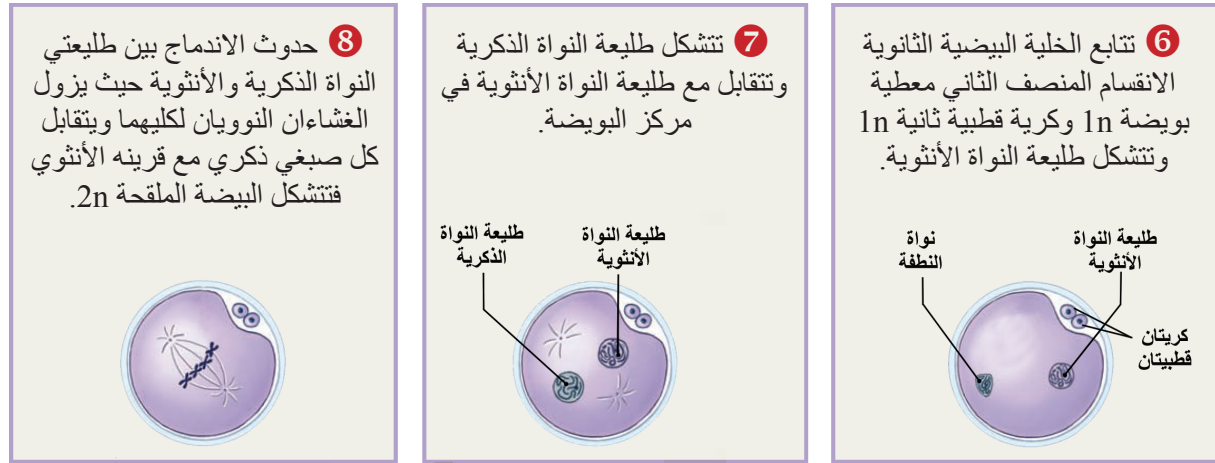 6 تتابع الخلية البيضية الثانوية
الانقسام المنصف الثاني معطية
بويضة 1n وكرية قطبية ثانية 1n
وتتشكل طليعة النواة الأنثوية.
طليعة النواة
الأنثوية
نواة
النطفة
كريتان
قطبيتان
7 تتشكل طليعة النواة الذكرية
وتتقابل مع طليعة النواة الأنثوية في
مركز البويضة.
طليعة النواة
الأنثوية
طليعة النواة
الذكرية
8 حدوث الاندماج بين طليعتي
النواة الذكرية والأنثوية حيث يزول
الغشاءان النوويان لكليهما ويتقابل
كل صبغي ذكري مع قرينه الأنثوي
فتتشكل البيضة الملقحة 2n.